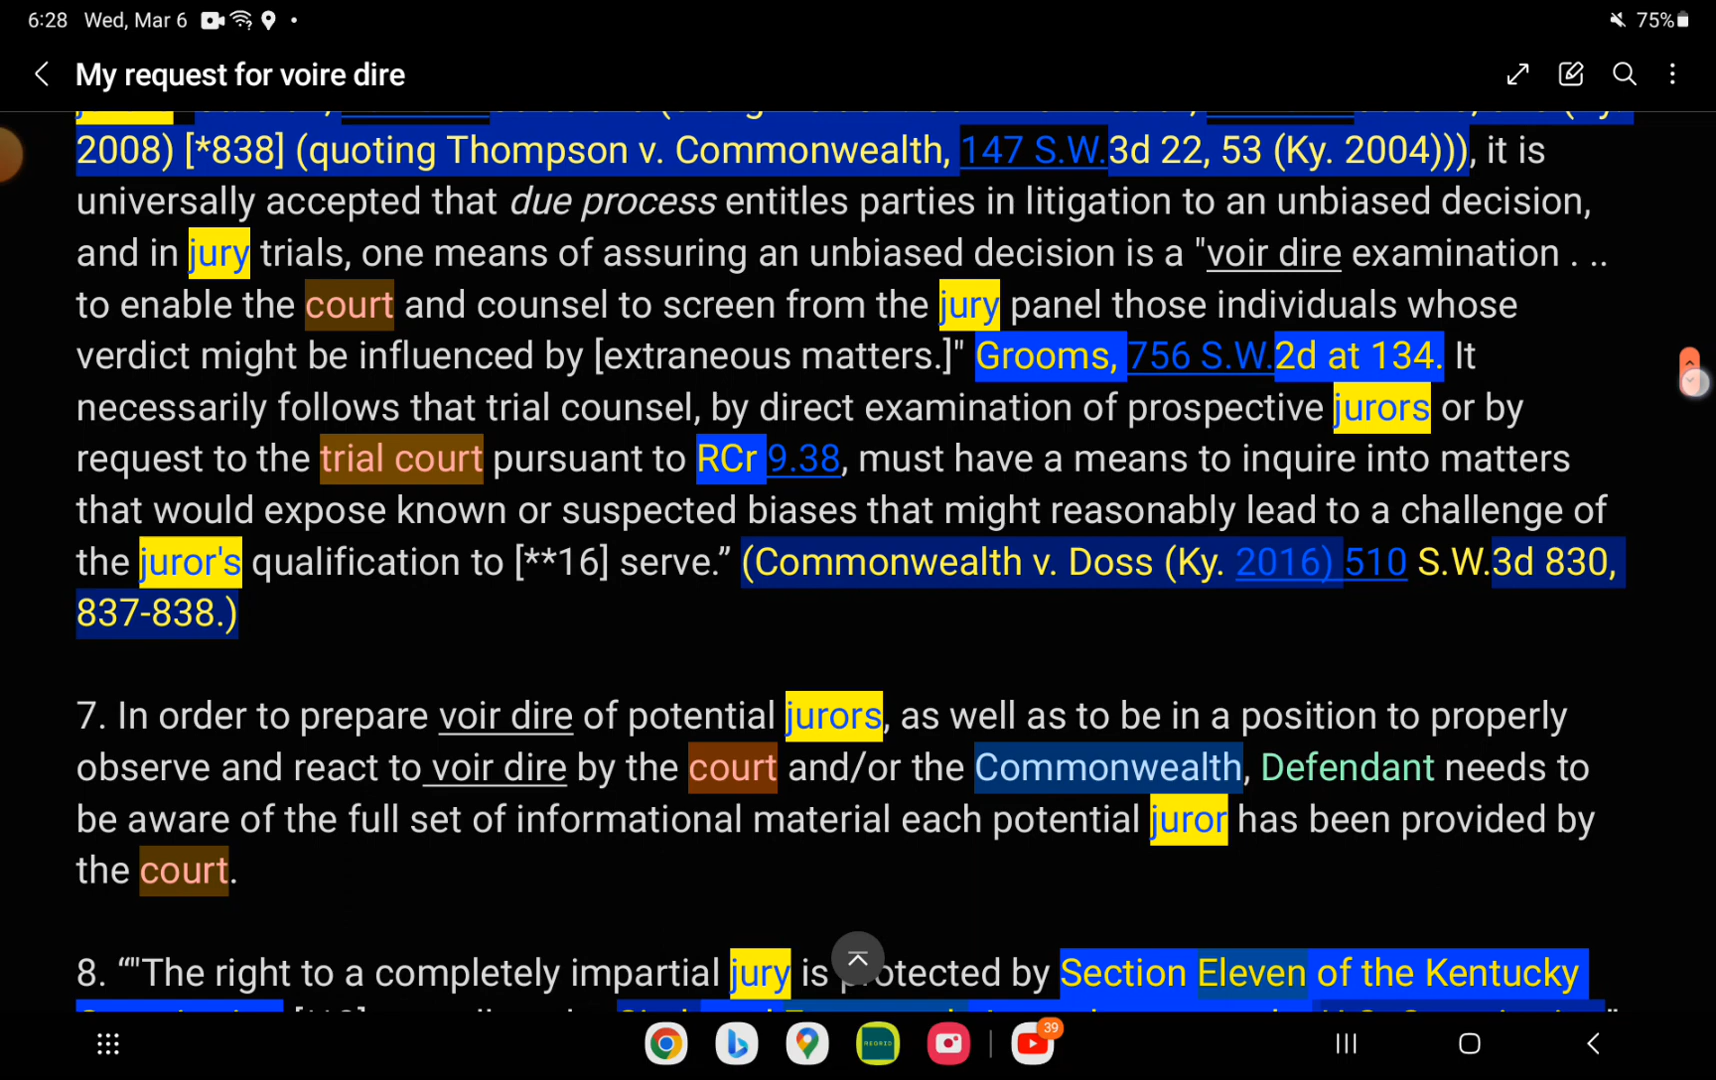 6:28 Wed, Mar 6
75%
My request for voire dire
2008) [*838] (quoting Thompson v. Commonwealth, 147 S.W.3d 22, 53 (Ky. 2004))), it is
universally accepted that due process entitles parties in litigation to an unbiased decision,
and in jury trials, one means of assuring an unbiased decision is a "voir dire examination . ..
to enable the court and counsel to screen from the jury panel those individuals whose
verdict might be influenced by [extraneous matters.]" Grooms, 756 S.W.2d at 134. It
necessarily follows that trial counsel, by direct examination of prospective jurors or by
request to the trial court pursuant to RCr 9.38, must have a means to inquire into matters
that would expose known or suspected biases that might reasonably lead to a challenge of
the juror's qualification to [**16] serve.” (Commonwealth v. Doss (Ky. 2016) 510 S.W.3d 830,
837-838.)
7. In order to prepare voir dire of potential jurors, as well as to be in a position to properly
observe and react to voir dire by the court and/or the Commonwealth, Defendant needs to
be aware of the full set of informational material each potential juror has been provided by
the court.
8. “"'The right to a completely impartial jury is protected by Section Eleven of the Kentucky
39